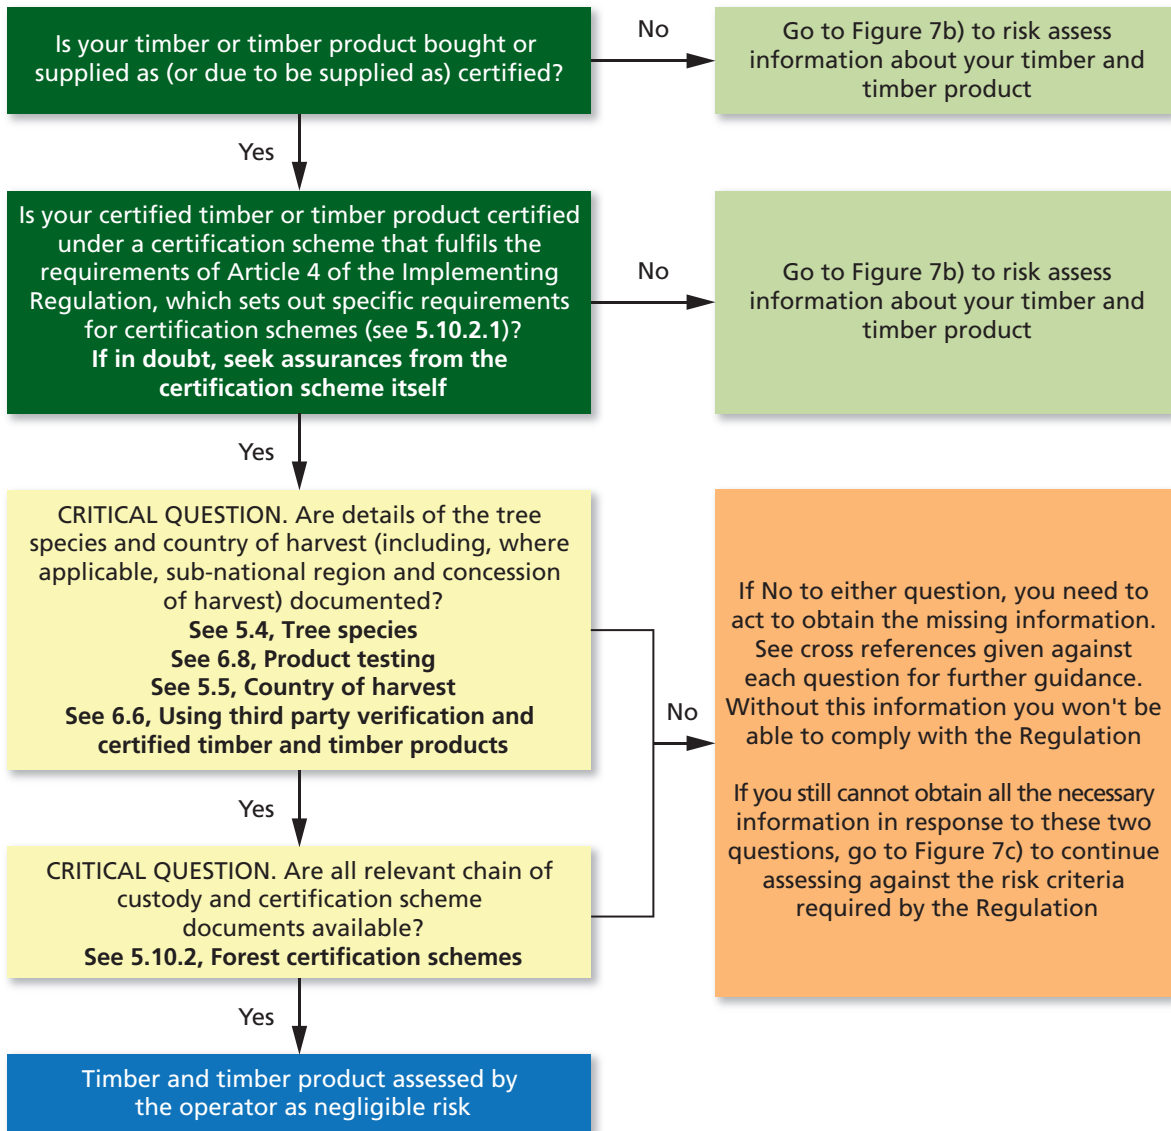 Is your timber or timber product bought or
supplied as (or due to be supplied as) certified?
No
Go to Figure 7b) to risk assess
information about your timber and
timber product
Yes
Is your certified timber or timber product certified
under a certification scheme that fulfils the
requirements of Article 4 of the Implementing
Regulation, which sets out specific requirements
for certification schemes (see 5.10.2.1)?
If in doubt, seek assurances from the
certification scheme itself
No
Go to Figure 7b) to risk assess
information about your timber and
timber product
Yes
CRITICAL QUESTION. Are details of the tree
species and country of harvest (including, where
applicable, sub-national region and concession
of harvest) documented?
See 5.4, Tree species
See 6.8, Product testing
See 5.5, Country of harvest
See 6.6, Using third party verification and
certified timber and timber products
No
If No to either question, you need to
act to obtain the missing information.
See cross references given against
each question for further guidance.
Without this information you won't be
able to comply with the Regulation
If you still cannot obtain all the necessary
information in response to these two
questions, go to Figure 7c) to continue
assessing against the risk criteria
required by the Regulation
Yes
CRITICAL QUESTION. Are all relevant chain of
custody and certification scheme
documents available?
See 5.10.2, Forest certification schemes
Yes
Timber and timber product assessed by
the operator as negligible risk